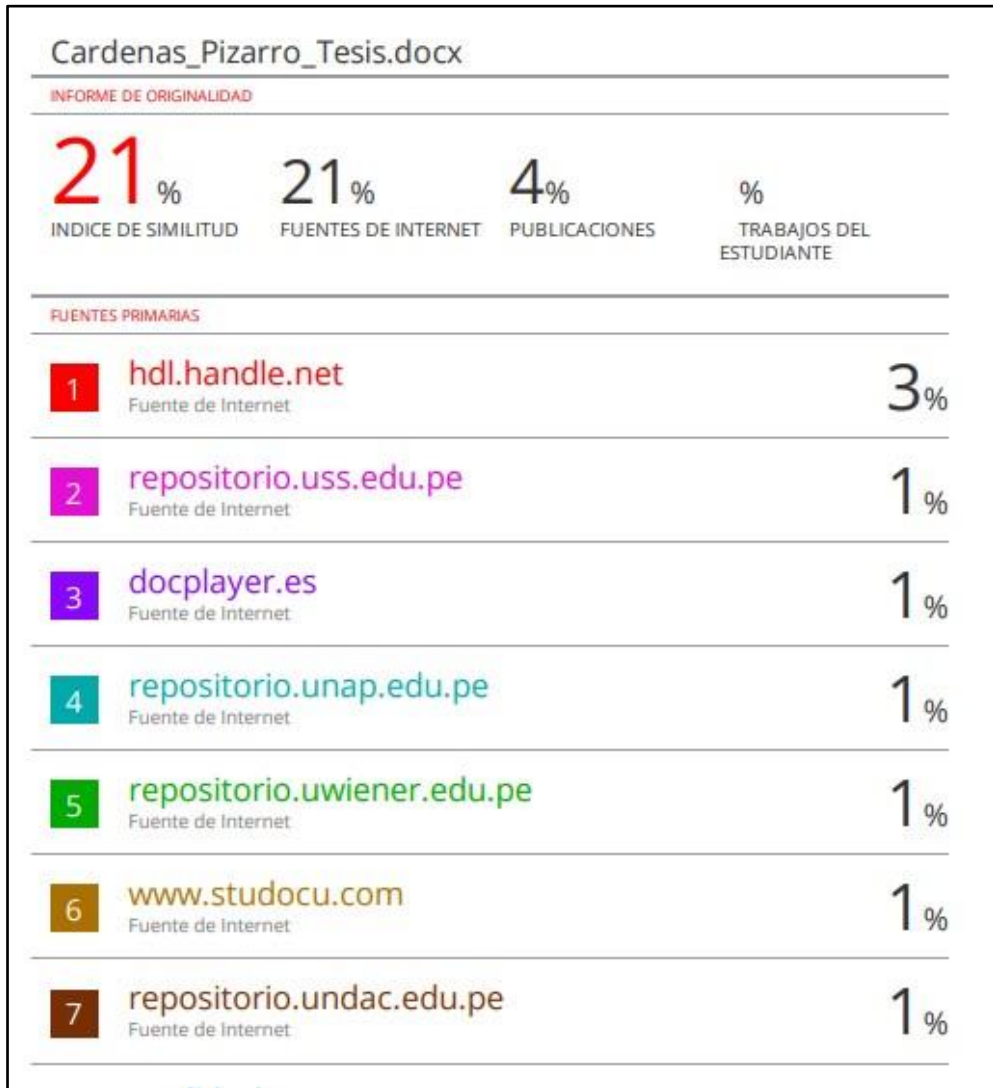 Cardenas_Pizarro_Tesis.docx
INFORME DE ORIGINALIDAD
21% 21% 4% %
INDICE DE SIMILITUD FUENTES DE INTERNET PUBLICACIONES TRABAJOS DEL
ESTUDIANTE
FUENTES PRIMARIAS
1 hdl.handle.net 3%
Fuente de Internet
2 repositorio.uss.edu.pe 1%
Fuente de Internet
3 docplayer.es 1%
Fuente de Internet
4 repositorio.unap.edu.pe 1%
Fuente de Internet
5 repositorio.uwiener.edu.pe 1%
Fuente de Internet
6 www.studocu.com 1%
Fuente de Internet
7 repositorio.undac.edu.pe 1%
Fuente de Internet